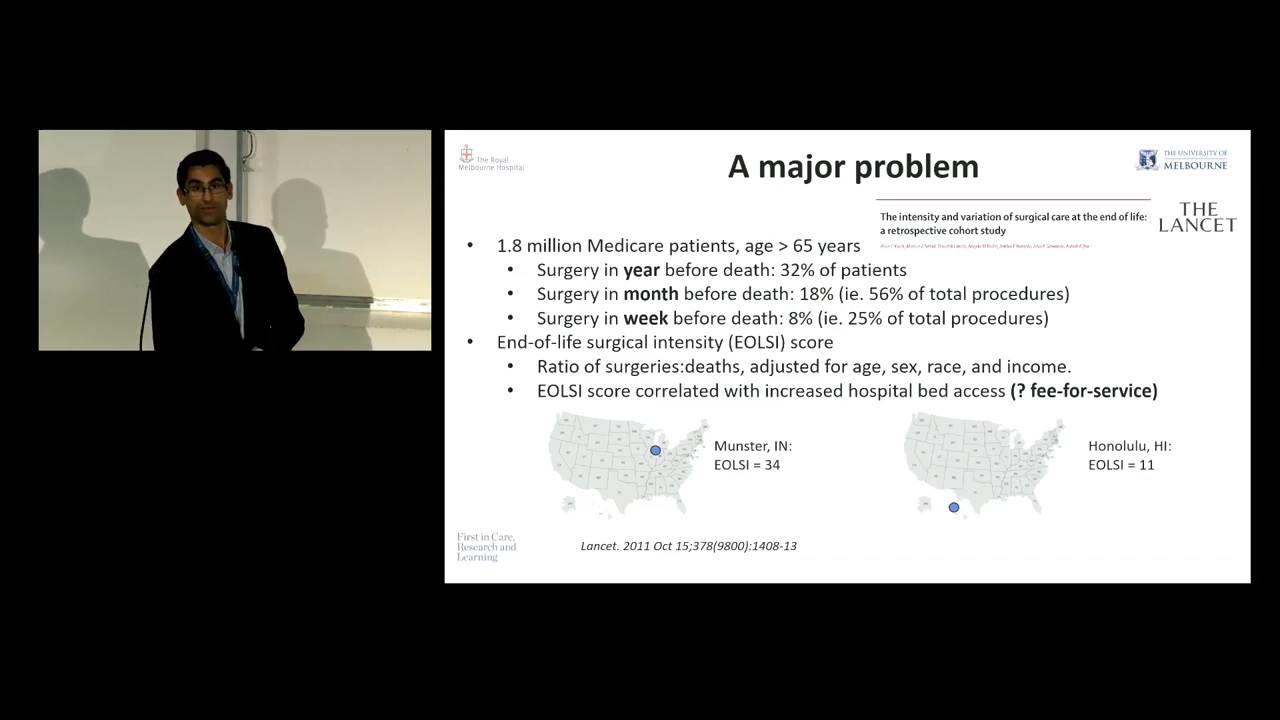 The Royal
Melbourne Hospital
A major problem
THE UNIVERSITY OF
MELBOURNE
The intensity and variation of surgical care at the end of life:
a retrospective cohort study
THE
LANCET
• 1.8 million Medicare patients, age > 65 years
• Surgery in year before death: 32% of patients
• Surgery in month before death: 18% (ie. 56% of total procedures)
• Surgery in week before death: 8% (ie. 25% of total procedures)
• End-of-life surgical intensity (EOLSI) score
• Ratio of surgeries:deaths, adjusted for age, sex, race, and income.
• EOLSI score correlated with increased hospital bed access (? fee-for-service)
Munster, IN:
EOLSI = 34
Honolulu, HI:
EOLSI = 11
First in Care,
Research and
Learning
Lancet. 2011 Oct 15;378(9800):1408-13